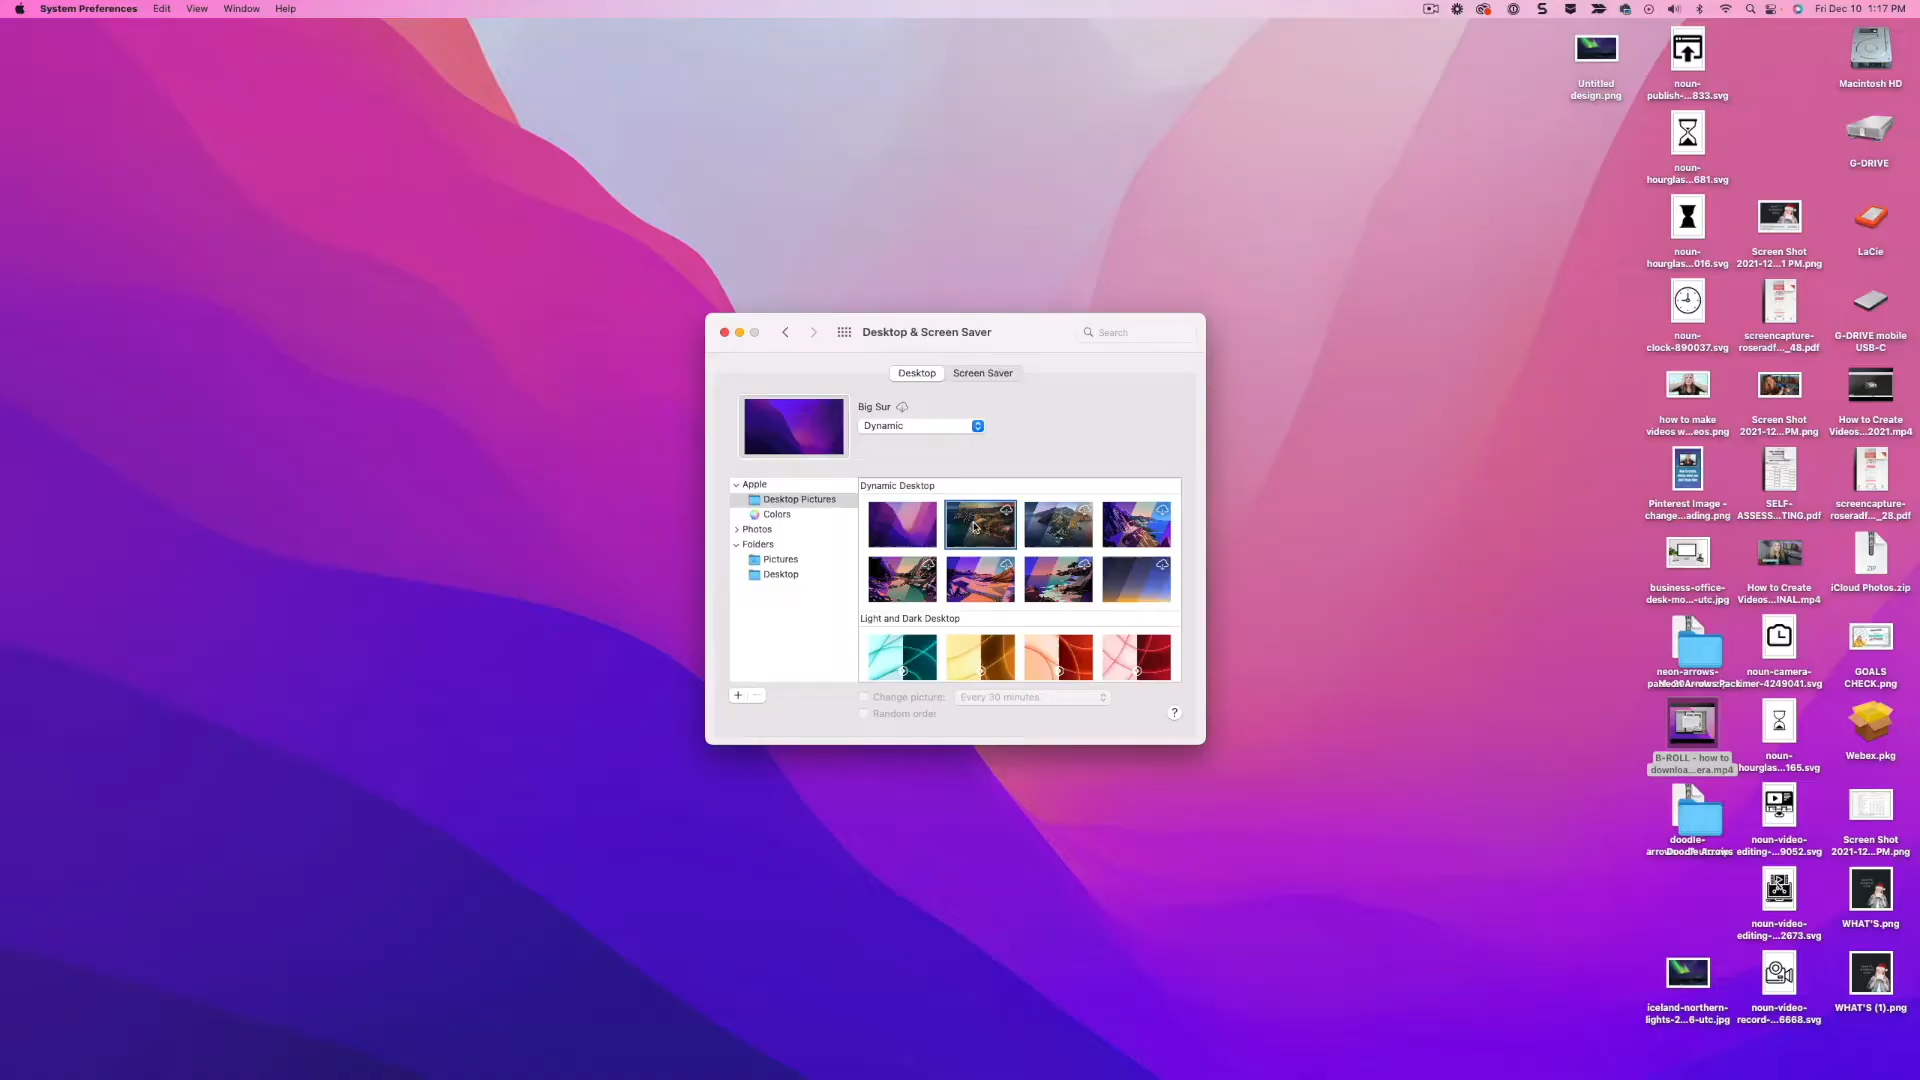 System Preferences Edit View Window Help
Fri Dec 10 1:17 PM
Untitled
design.png
noun-
publish-...833.svg
Macintosh HD
noun-
hourglas...681.svg
G-DRIVE
noun-
hourglas...016.svg
Screen Shot
2021-12...1 PM.png
LaCie
noun-
clock-890037.svg
screencapture-
roseradf..._48.pdf
G-DRIVE mobile
USB-C
how to make
videos w...eos.png
Screen Shot
2021-12...PM.png
How to Create
Videos...2021.mp4
Pinterest Image -
change...ading.png
SELF-
ASSESS...TING.pdf
screencapture-
roseradf..._28.pdf
business-office-
desk-mo...-utc.jpg
How to Create
Videos...INAL.mp4
ZIP
iCloud Photos.zip
neon-arrows-
noun-camera-
timer-4249041.svg
GOALS
CHECK.png
B-ROLL - how to
downloa...era.mp4
noun-
hourglas...165.svg
Webex.pkg
doodle-
Doodle Arrows
noun-video-
editing-...9052.svg
Screen Shot
2021-12...PM.png
noun-video-
editing-...2673.svg
WHAT'S.png
iceland-northern-
lights-2...6-utc.jpg
noun-video-
record-...6668.svg
WHAT'S (1).png
Desktop & Screen Saver
Search
Desktop Screen Saver
Big Sur
Dynamic
Apple
Desktop Pictures
Colors
Photos
Folders
Pictures
Desktop
Dynamic Desktop
Light and Dark Desktop
+ −
Change picture: Every 30 minutes
Random order
?